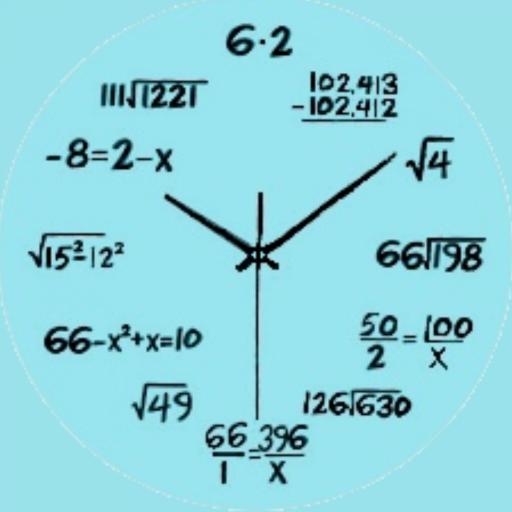 6·2
102,413
-102,412
111√1221
-8=2-x
√4
√15²-12²
66√198
50/2=100/x
66-x²+x=10
126√630
√49
66/1=396/x